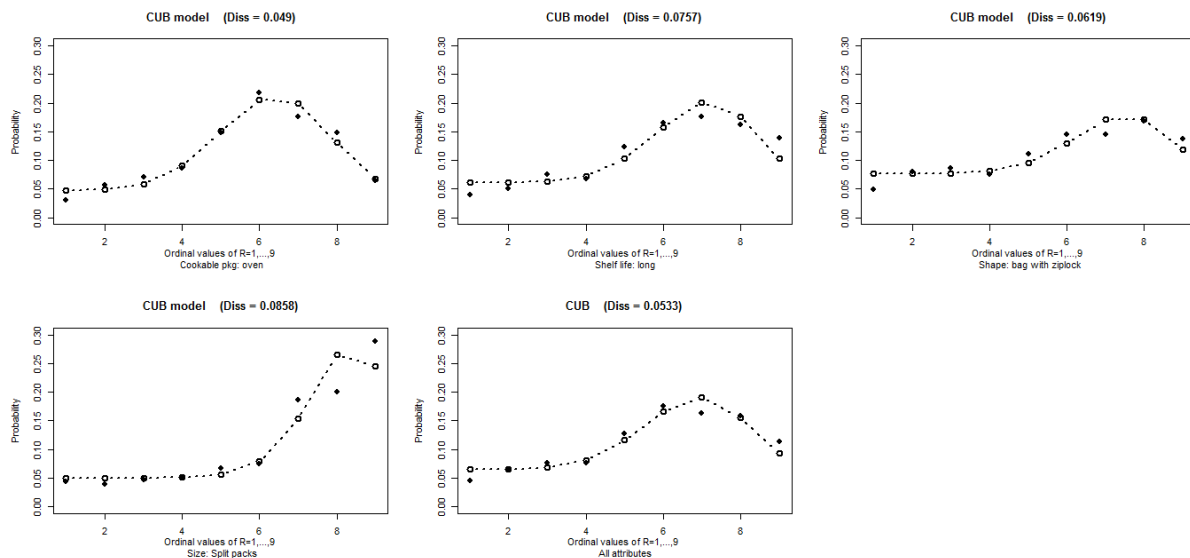 CUB model (Diss = 0.049)
0.30
0.25
0.20
0.15
0.10
0.05
0.00
Probability
2 4 6 8
Ordinal values of R=1,...,9
Cookable pkg: oven
CUB model (Diss = 0.0757)
0.30
0.25
0.20
0.15
0.10
0.05
0.00
Probability
2 4 6 8
Ordinal values of R=1,...,9
Shelf life: long
CUB model (Diss = 0.0619)
0.30
0.25
0.20
0.15
0.10
0.05
0.00
Probability
2 4 6 8
Ordinal values of R=1,...,9
Shape: bag with ziplock
CUB model (Diss = 0.0858)
0.30
0.25
0.20
0.15
0.10
0.05
0.00
Probability
2 4 6 8
Ordinal values of R=1,...,9
Size: Split packs
CUB (Diss = 0.0533)
0.30
0.25
0.20
0.15
0.10
0.05
0.00
Probability
2 4 6 8
Ordinal values of R=1,...,9
All attributes